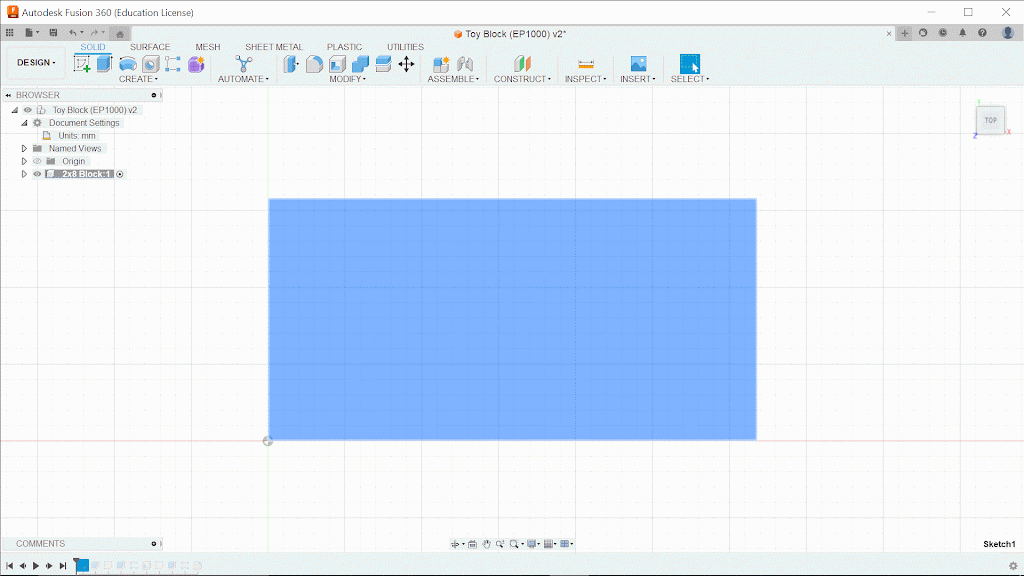 Autodesk Fusion 360 (Education License)
Toy Block (EP1000) v2*
SOLID SURFACE MESH SHEET METAL PLASTIC UTILITIES
DESIGN
CREATE AUTOMATE MODIFY ASSEMBLE CONSTRUCT INSPECT INSERT SELECT
BROWSER
Toy Block (EP1000) v2
Document Settings
Units: mm
Named Views
Origin
2x8 Block:1
Y
TOP
X
Z
COMMENTS
Sketch1